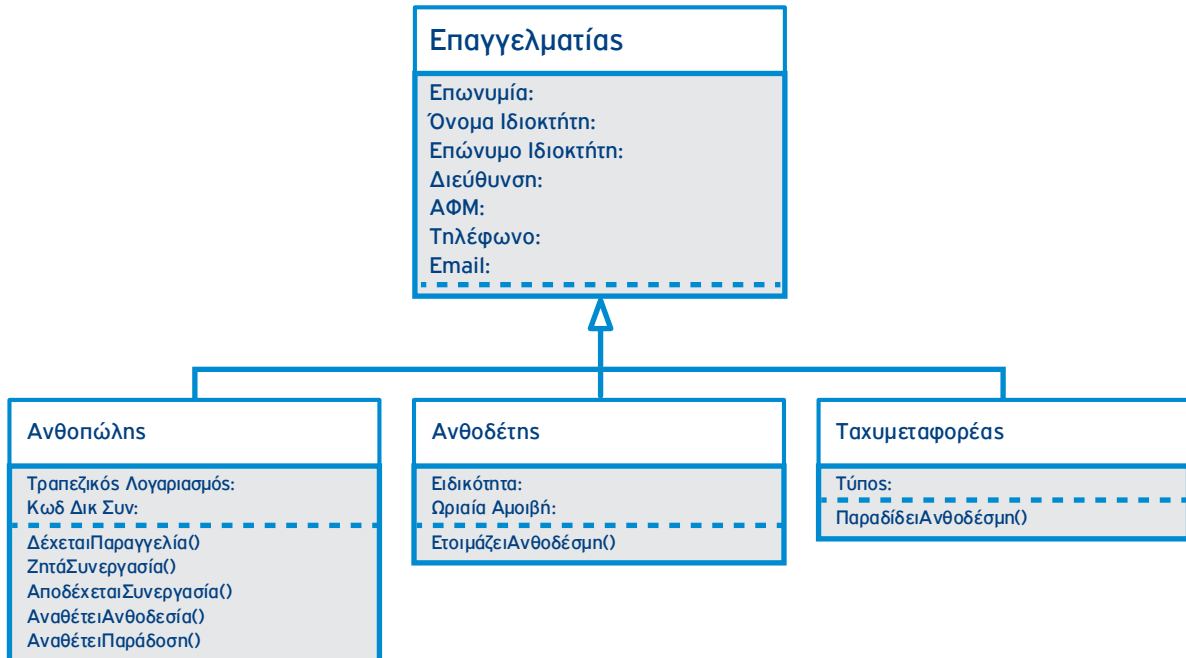 Επαγγελματίας
Επωνυμία:
Όνομα Ιδιοκτήτη:
Επώνυμο Ιδιοκτήτη:
Διεύθυνση:
ΑΦΜ:
Τηλέφωνο:
Email:
Ανθοπώλης
Τραπεζικός Λογαριασμός:
Κωδ Δικ Συν:
ΔέχεταιΠαραγγελία()
ΖητάΣυνεργασία()
ΑποδέχεταιΣυνεργασία()
ΑναθέτειΑνθοδεσία()
ΑναθέτειΠαράδοση()
Ανθοδέτης
Ειδικότητα:
Ωριαία Αμοιβή:
ΕτοιμάζειΑνθοδέσμη()
Ταχυμεταφορέας
Τύπος:
ΠαραδίδειΑνθοδέσμη()